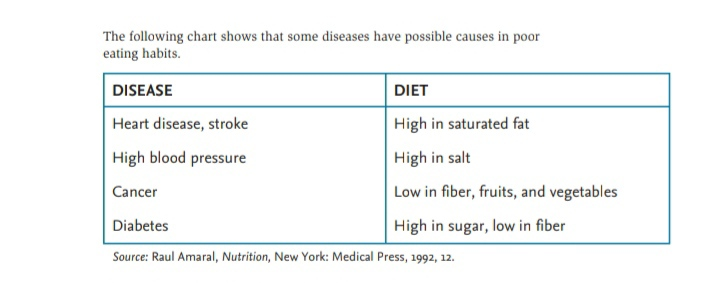 The following chart shows that some diseases have possible causes in poor
eating habits.
DISEASE DIET
Heart disease, stroke High in saturated fat
High blood pressure High in salt
Cancer Low in fiber, fruits, and vegetables
Diabetes High in sugar, low in fiber
Source: Raul Amaral, Nutrition, New York: Medical Press, 1992, 12.